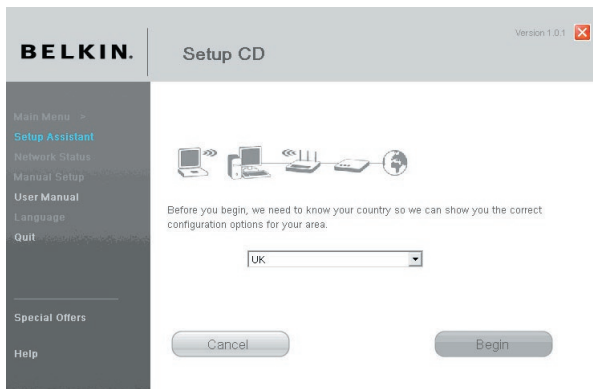 Version 1.0.1
BELKIN.
Setup CD
Main Menu >
Setup Assistant
Network Status
Manual Setup
User Manual
Language
Quit
Special Offers
Help
Before you begin, we need to know your country so we can show you the correct
configuration options for your area.
UK
Cancel
Begin